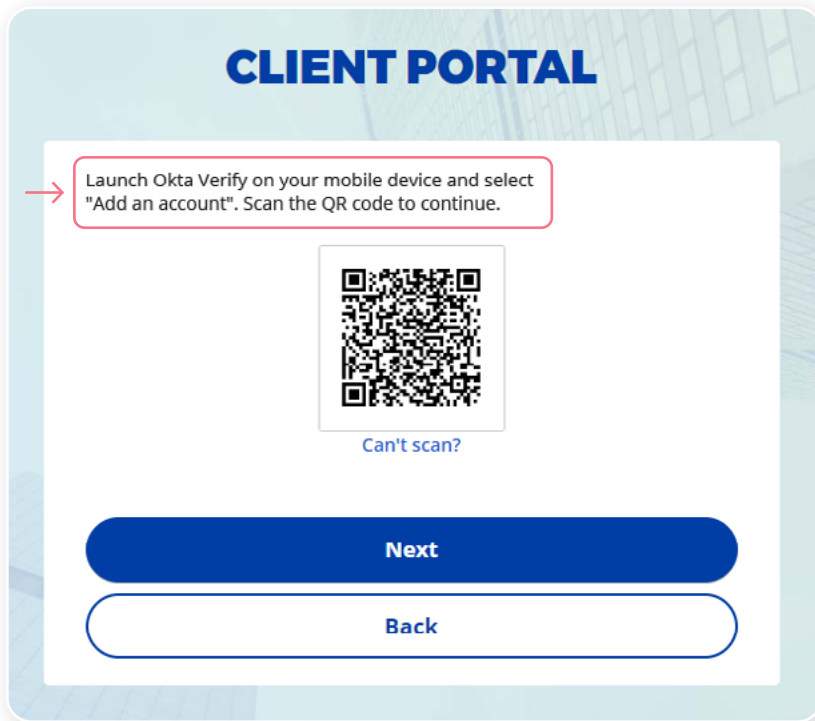 CLIENT PORTAL
Launch Okta Verify on your mobile device and select
"Add an account". Scan the QR code to continue.
Can't scan?
Next
Back